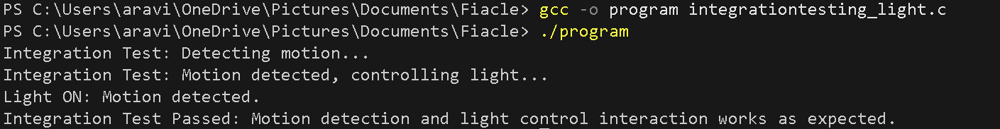 PS C:\Users\aravi\OneDrive\Pictures\Documents\Fiacle> gcc -o program integrationtesting_light.c
PS C:\Users\aravi\OneDrive\Pictures\Documents\Fiacle> ./program
Integration Test: Detecting motion...
Integration Test: Motion detected, controlling light...
Light ON: Motion detected.
Integration Test Passed: Motion detection and light control interaction works as expected.